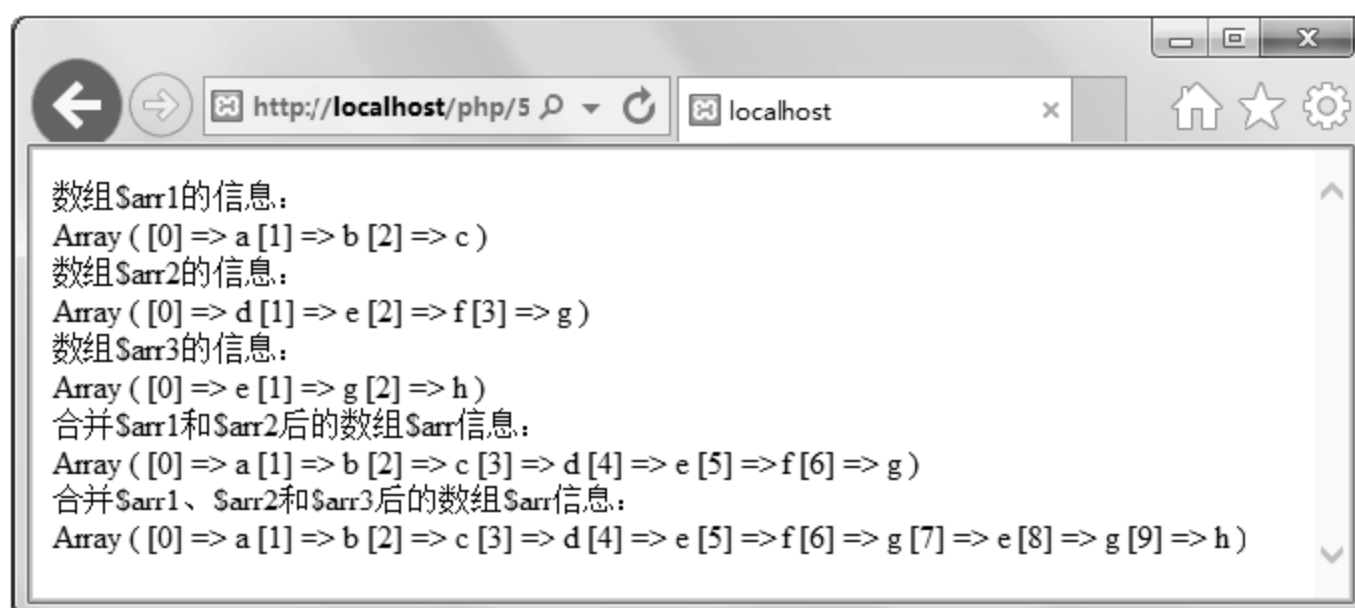 http://localhost/php/5
localhost
数组$arr1的信息：
Array ( [0] => a [1] => b [2] => c )
数组$arr2的信息：
Array ( [0] => d [1] => e [2] => f [3] => g )
数组$arr3的信息：
Array ( [0] => e [1] => g [2] => h )
合并$arr1和$arr2后的数组$arr信息：
Array ( [0] => a [1] => b [2] => c [3] => d [4] => e [5] =>f [6] => g )
合并$arr1、$arr2和$arr3后的数组$arr信息：
Array ( [0] => a [1] => b [2] => c [3] => d [4] => e [5] =>f [6] => g [7] => e [8] => g [9] => h )